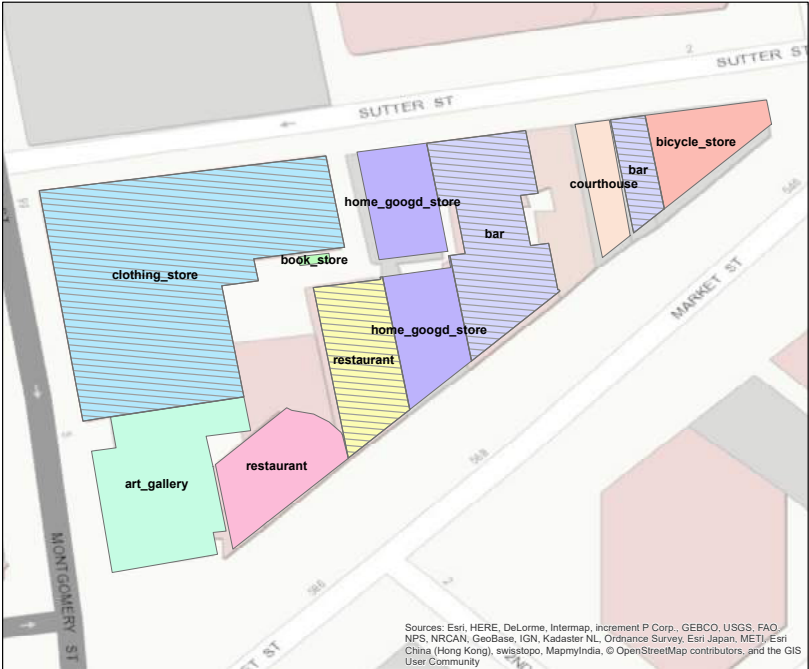 2
SUTTER ST
SUTTER ST
bicycle_store
bar
courthouse
home_googd_store
bar
book_store
clothing_store
home_googd_store
restaurant
MARKET ST
restaurant
art_gallery
MONTGOMERY ST
2
Sources: Esri, HERE, DeLorme, Intermap, increment P Corp., GEBCO, USGS, FAO,
NPS, NRCAN, GeoBase, IGN, Kadaster NL, Ordnance Survey, Esri Japan, METI, Esri
China (Hong Kong), swisstopo, MapmyIndia, © OpenStreetMap contributors, and the GIS
User Community